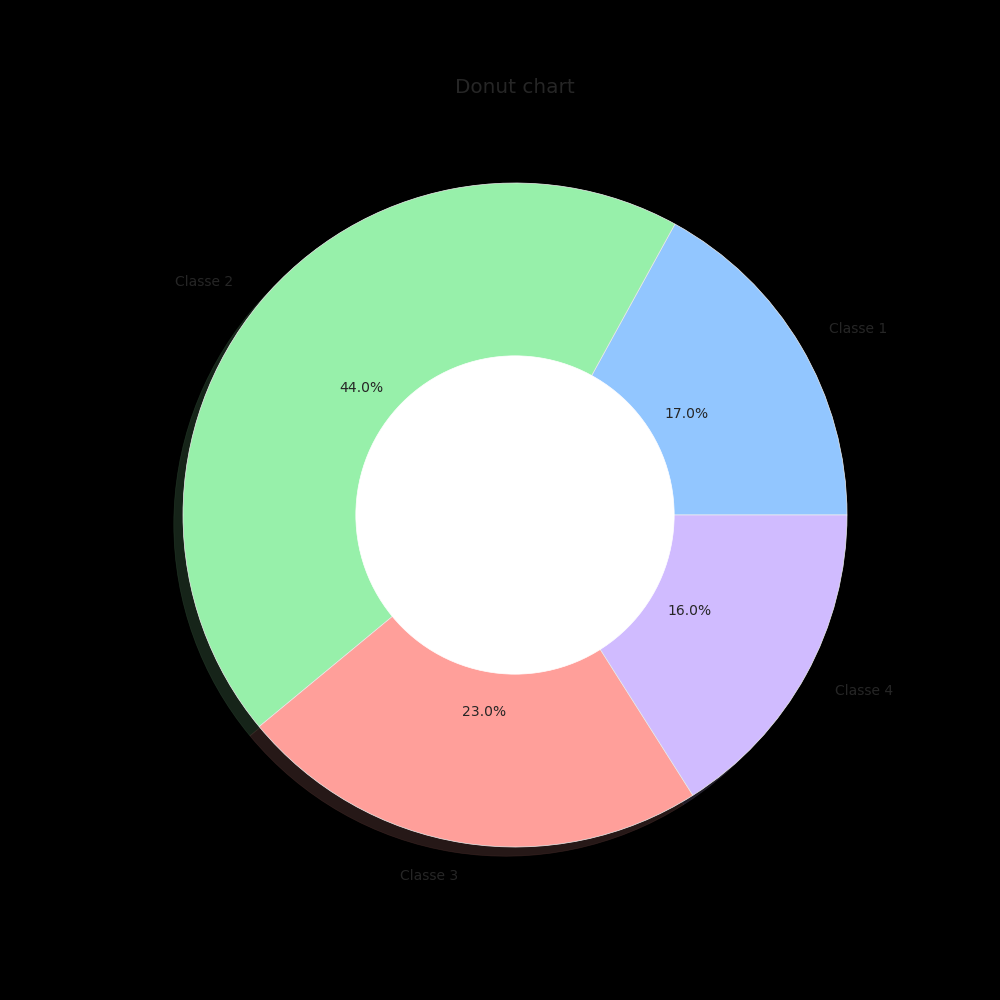 Donut chart
Classe 2
Classe 1
44.0%
17.0%
16.0%
Classe 4
23.0%
Classe 3